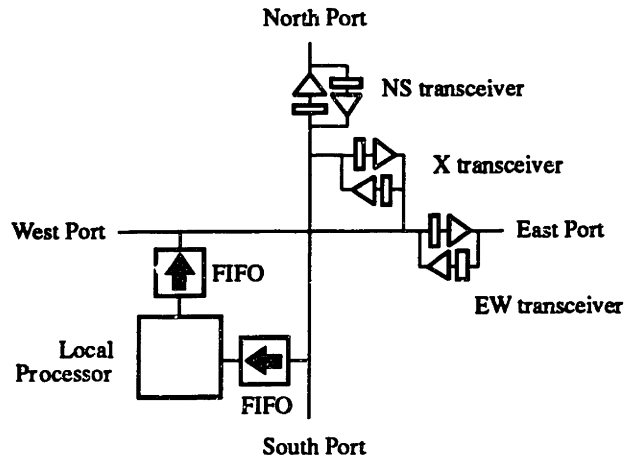 North Port
NS transceiver
X transceiver
West Port
East Port
FIFO
EW transceiver
Local
Processor
FIFO
South Port